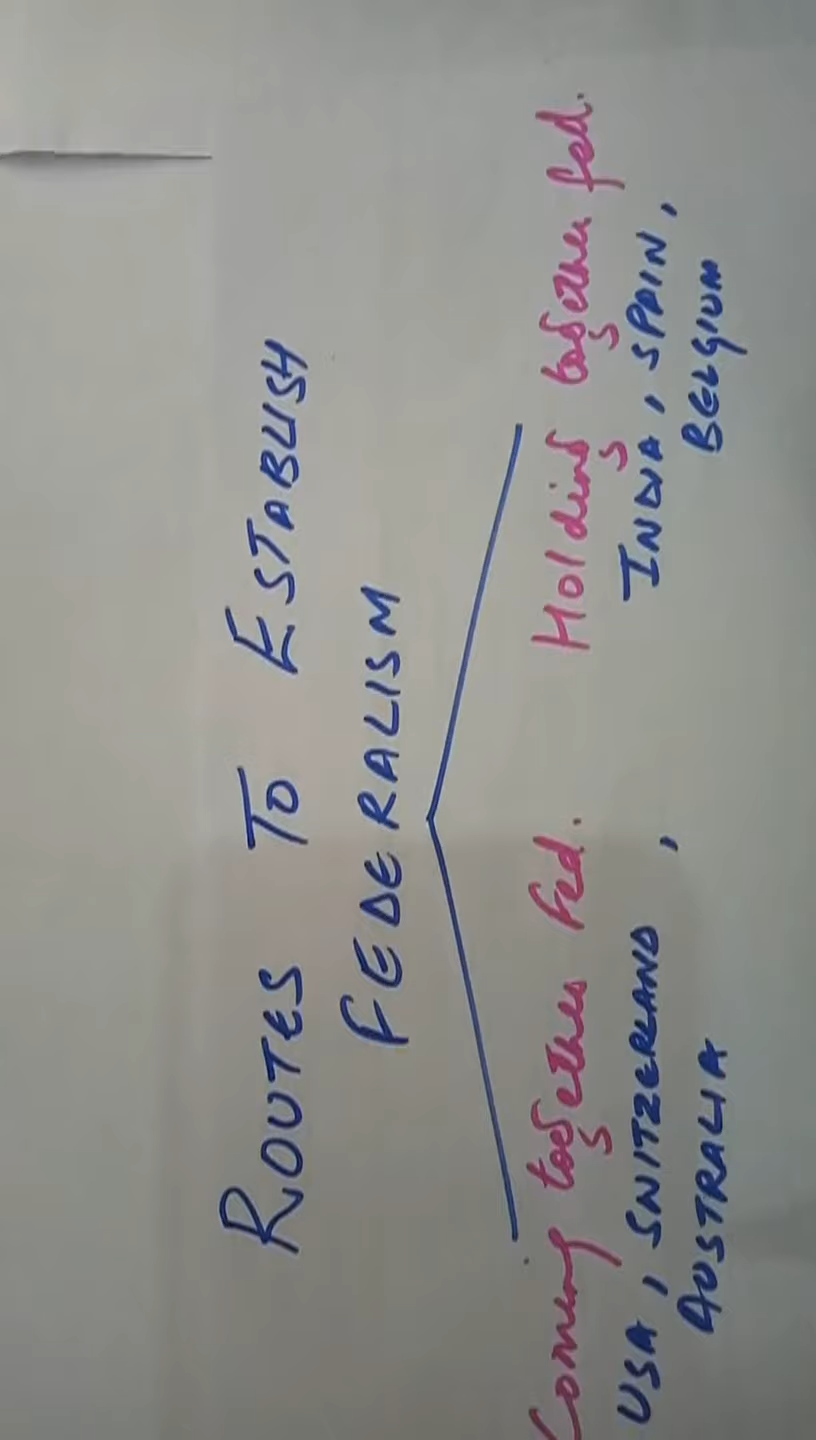 ROUTES TO ESTABLISH
FEDERALISM
Coming together Fed.
USA, SWITZERLAND,
AUSTRALIA
Holding together fed.
INDIA, SPAIN,
BELGIUM